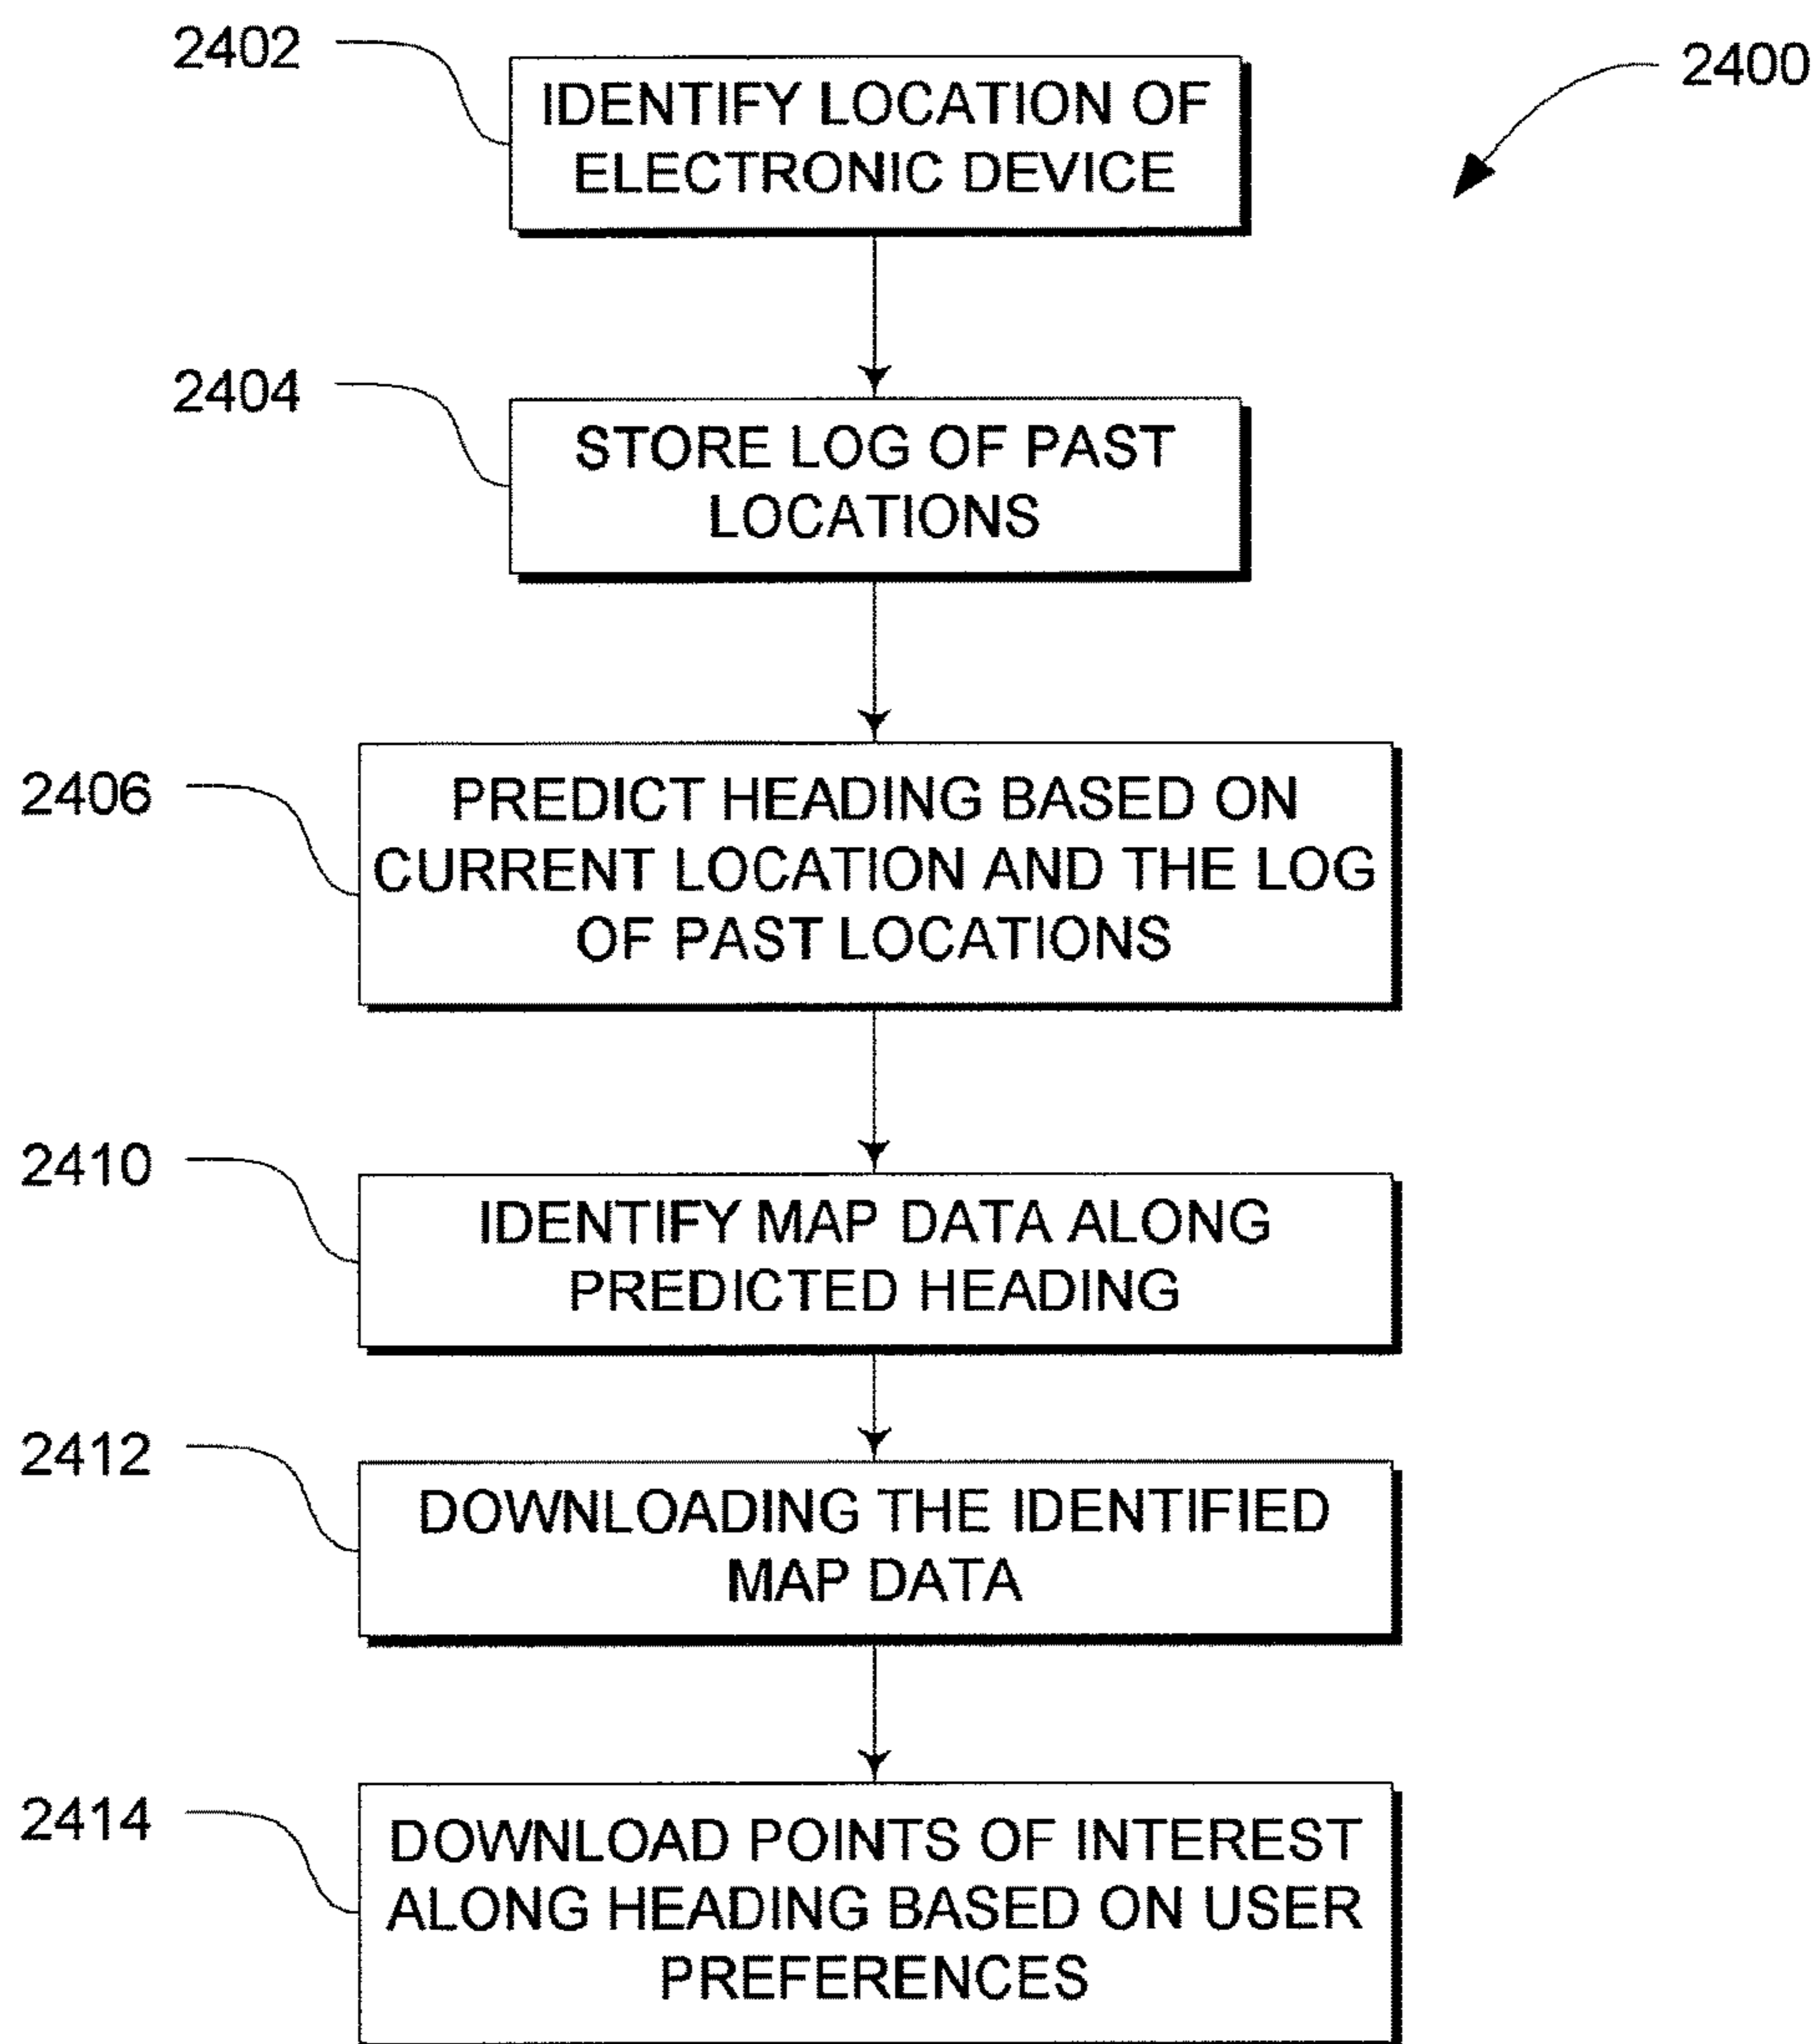 2402
2400
IDENTIFY LOCATION OF
ELECTRONIC DEVICE
2404
STORE LOG OF PAST
LOCATIONS
2406
PREDICT HEADING BASED ON
CURRENT LOCATION AND THE LOG
OF PAST LOCATIONS
2410
IDENTIFY MAP DATA ALONG
PREDICTED HEADING
2412
DOWNLOADING THE IDENTIFIED
MAP DATA
2414
DOWNLOAD POINTS OF INTEREST
ALONG HEADING BASED ON USER
PREFERENCES